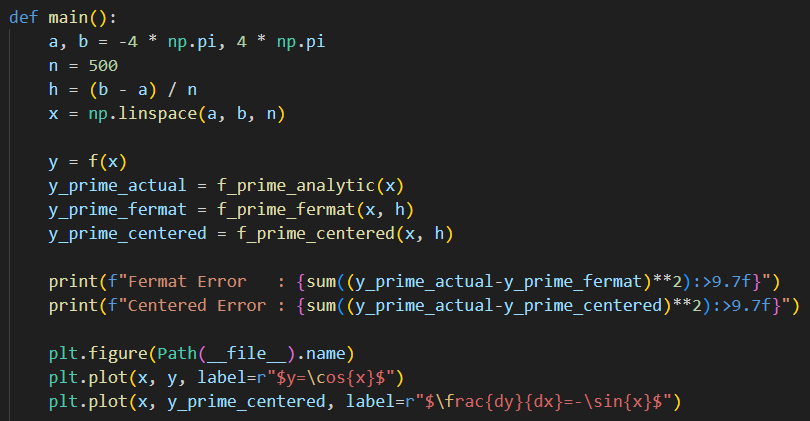 def main():
    a, b = -4 * np.pi, 4 * np.pi
    n = 500
    h = (b - a) / n
    x = np.linspace(a, b, n)

    y = f(x)
    y_prime_actual = f_prime_analytic(x)
    y_prime_fermat = f_prime_fermat(x, h)
    y_prime_centered = f_prime_centered(x, h)

    print(f"Fermat Error   : {sum((y_prime_actual-y_prime_fermat)**2):>9.7f}")
    print(f"Centered Error : {sum((y_prime_actual-y_prime_centered)**2):>9.7f}")

    plt.figure(Path(__file__).name)
    plt.plot(x, y, label=r"$y=\cos{x}$")
    plt.plot(x, y_prime_centered, label=r"$\frac{dy}{dx}=-\sin{x}$")